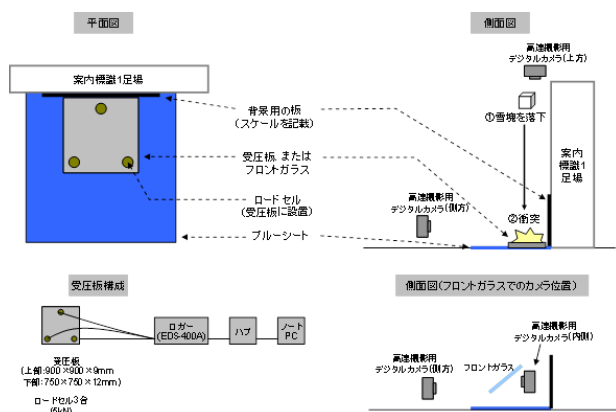 平面図
案内標識1足場
背景用の板
(スケールを記載)
受圧板、または
フロントガラス
ロードセル
(受圧板に設置)
ブルーシート
側面図
高速撮影用
デジタルカメラ(上方)
①雪塊を落下
案内
標識1
足場
高速撮影用
デジタルカメラ(側方)
②衝突
受圧板構成
ロガー
(EDS-400A)
ハブ
ノート
PC
受圧板
(上部:900×900×9mm
下部:750×750×12mm)
ロードセル3台
(5kN)
側面図(フロントガラスでのカメラ位置)
高速撮影用
デジタルカメラ(内側)
フロントガラス
高速撮影用
デジタルカメラ(側方)